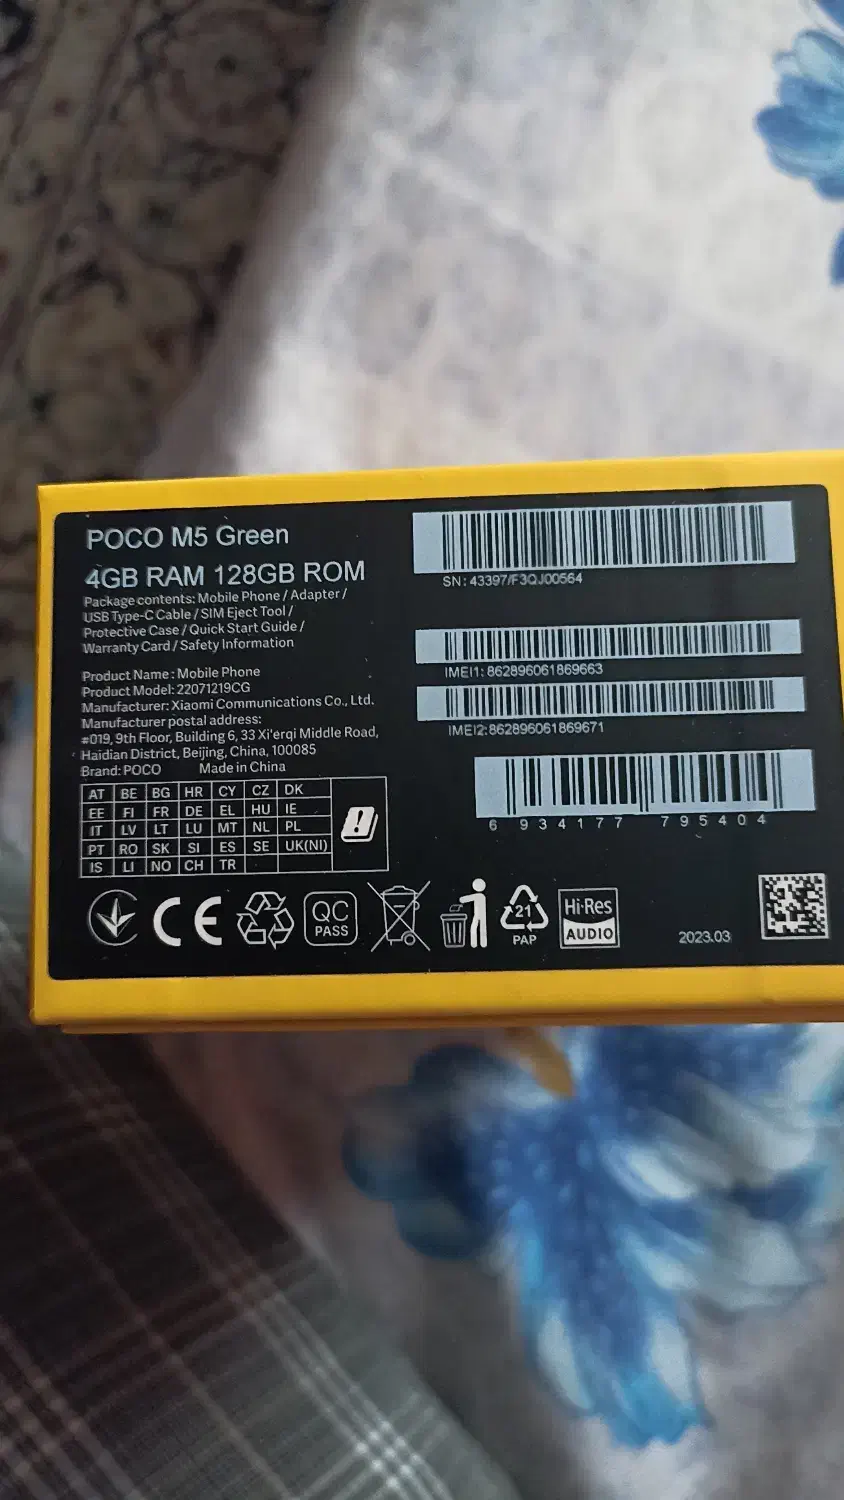 POCO M5 Green
4GB RAM 128GB ROM
Package contents: Mobile Phone / Adapter /
USB Type-C Cable / SIM Eject Tool /
Protective Case / Quick Start Guide /
Warranty Card / Safety Information
Product Name : Mobile Phone
Product Model: 22071219CG
Manufacturer: Xiaomi Communications Co., Ltd.
Manufacturer postal address:
#019, 9th Floor, Building 6, 33 Xi'erqi Middle Road,
Haidian District, Beijing, China, 100085
Brand: POCO Made in China
AT BE BG HR CY CZ DK
EE FI FR DE EL HU IE
IT LV LT LU MT NL PL
PT RO SK SI ES SE UK(NI)
IS LI NO CH TR
SN: 43397/F3QJ00564
IMEI1: 862896061869663
IMEI2:862896061869671
6 934177 795404
CE
QC
PASS
21
PAP
Hi-Res
AUDIO
2023.03